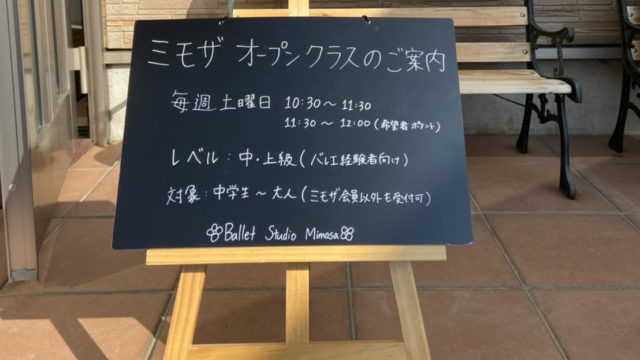 ミモザ オープンクラスのご案内
毎週土曜日 10:30～11:30
11:30～12:00(希望者ポワント)
レベル:中・上級(バレエ経験者向け)
対象:中学生～大人(ミモザ会員以外も受付可)
Ballet Studio Mimosa